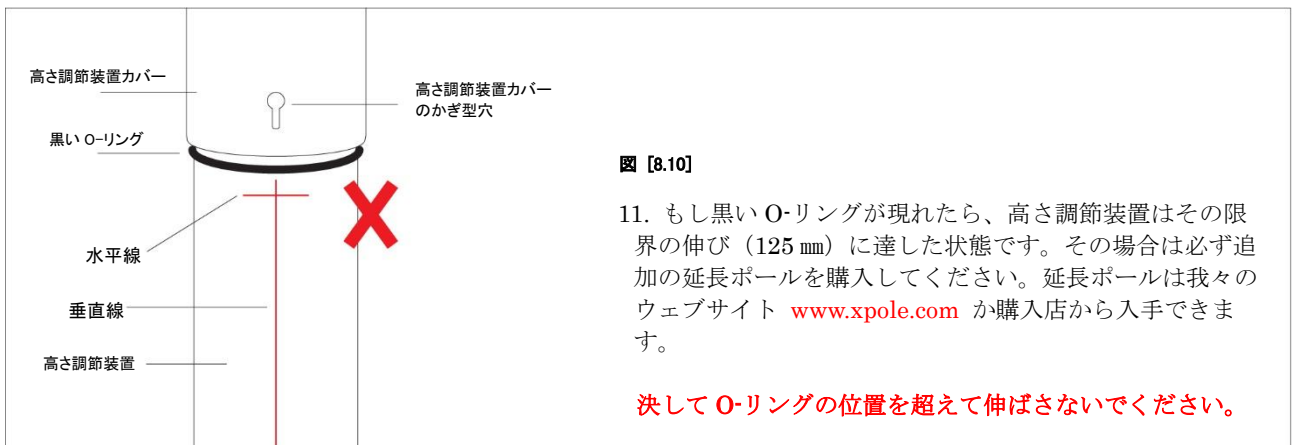 高さ調節装置カバー
高さ調節装置カバー
のかぎ型穴
黒い O-リング
水平線
垂直線
高さ調節装置
図 [8.10]
11. もし黒い O-リングが現れたら、高さ調節装置はその限
界の伸び（125 ㎜）に達した状態です。その場合は必ず追
加の延長ポールを購入してください。延長ポールは我々の
ウェブサイト www.xpole.com か購入店から入手できま
す。
決して O-リングの位置を超えて伸ばさないでください。